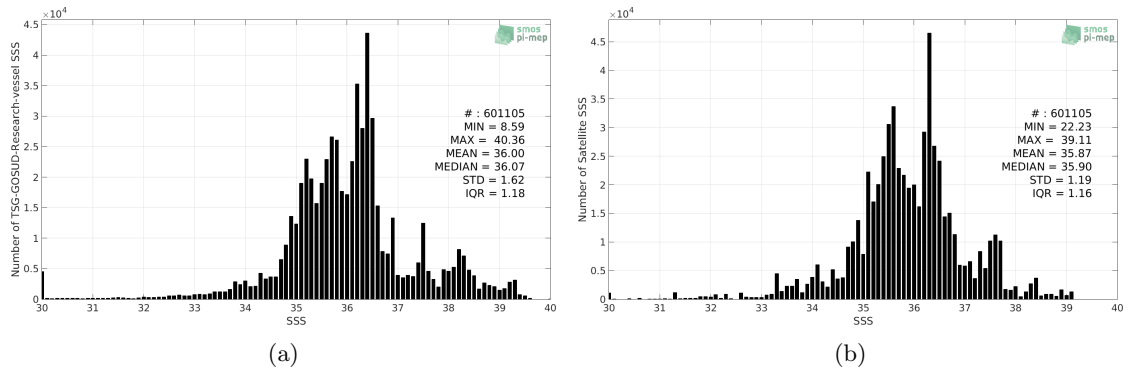 ×10⁴
4.5
4
3.5
3
2.5
2
1.5
1
0.5
0
Number of TSG-GOSUD-Research-vessel SSS
smos
pi-mep
# : 601105
MIN = 8.59
MAX = 40.36
MEAN = 36.00
MEDIAN = 36.07
STD = 1.62
IQR = 1.18
30 31 32 33 34 35 36 37 38 39 40
SSS
(a)
×10⁴
4.5
4
3.5
3
2.5
2
1.5
1
0.5
0
Number of Satellite SSS
smos
pi-mep
# : 601105
MIN = 22.23
MAX = 39.11
MEAN = 35.87
MEDIAN = 35.90
STD = 1.19
IQR = 1.16
30 31 32 33 34 35 36 37 38 39 40
SSS
(b)